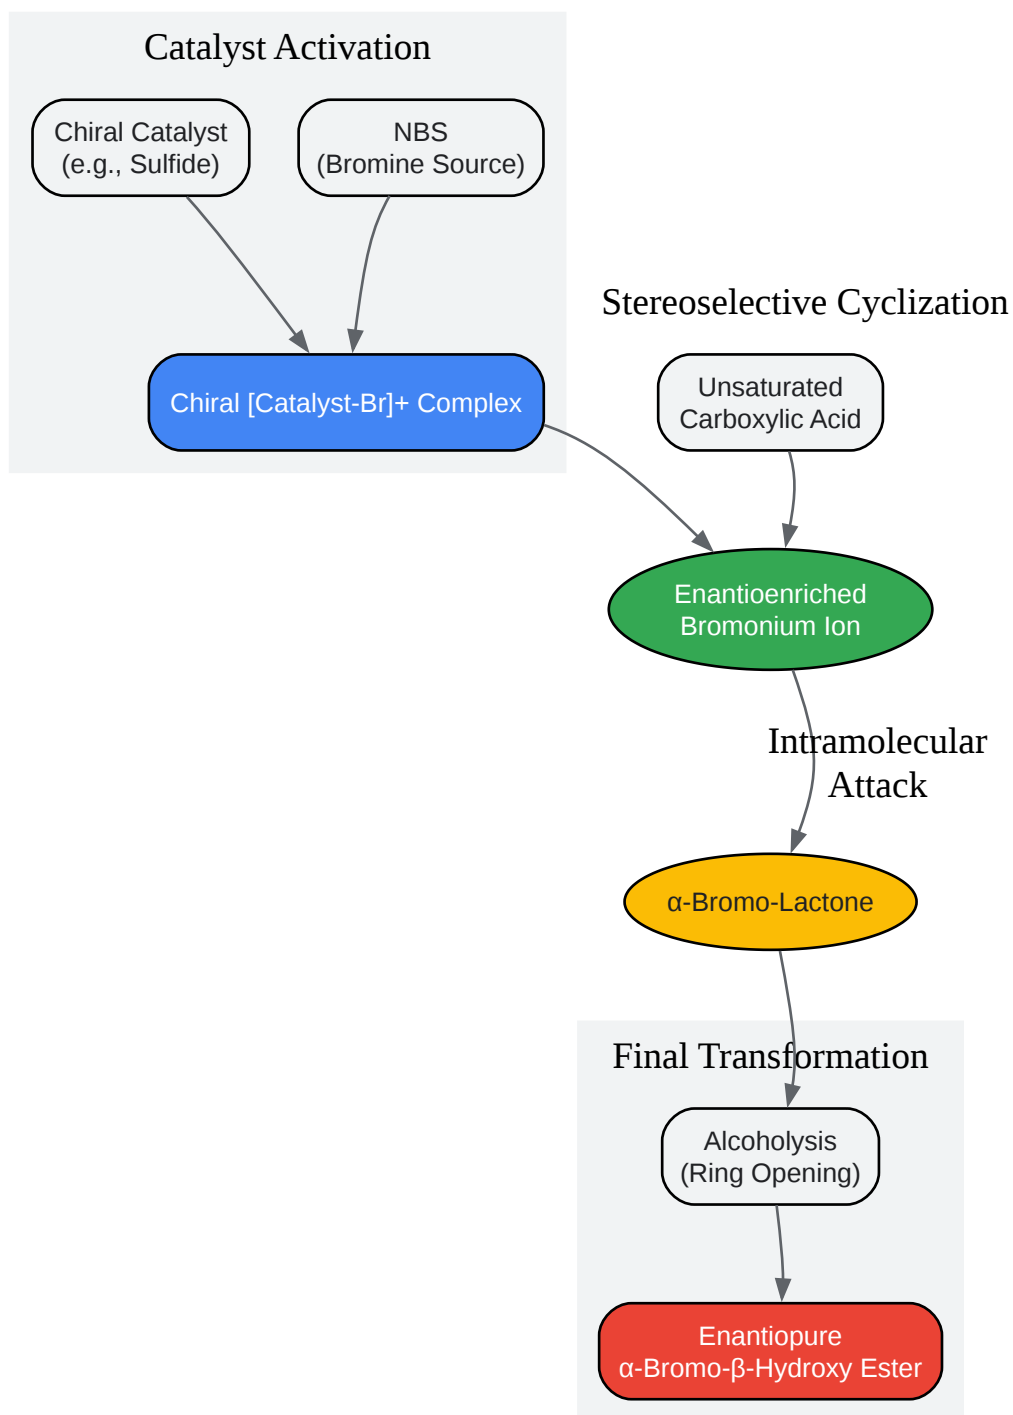 Catalyst Activation
Chiral Catalyst
(e.g., Sulfide)
NBS
(Bromine Source)
Stereoselective Cyclization
Chiral [Catalyst-Br]+ Complex
Unsaturated
Carboxylic Acid
Enantioenriched
Bromonium Ion
Intramolecular
Attack
α-Bromo-Lactone
Final Transformation
Alcoholysis
(Ring Opening)
Enantiopure
α-Bromo-β-Hydroxy Ester